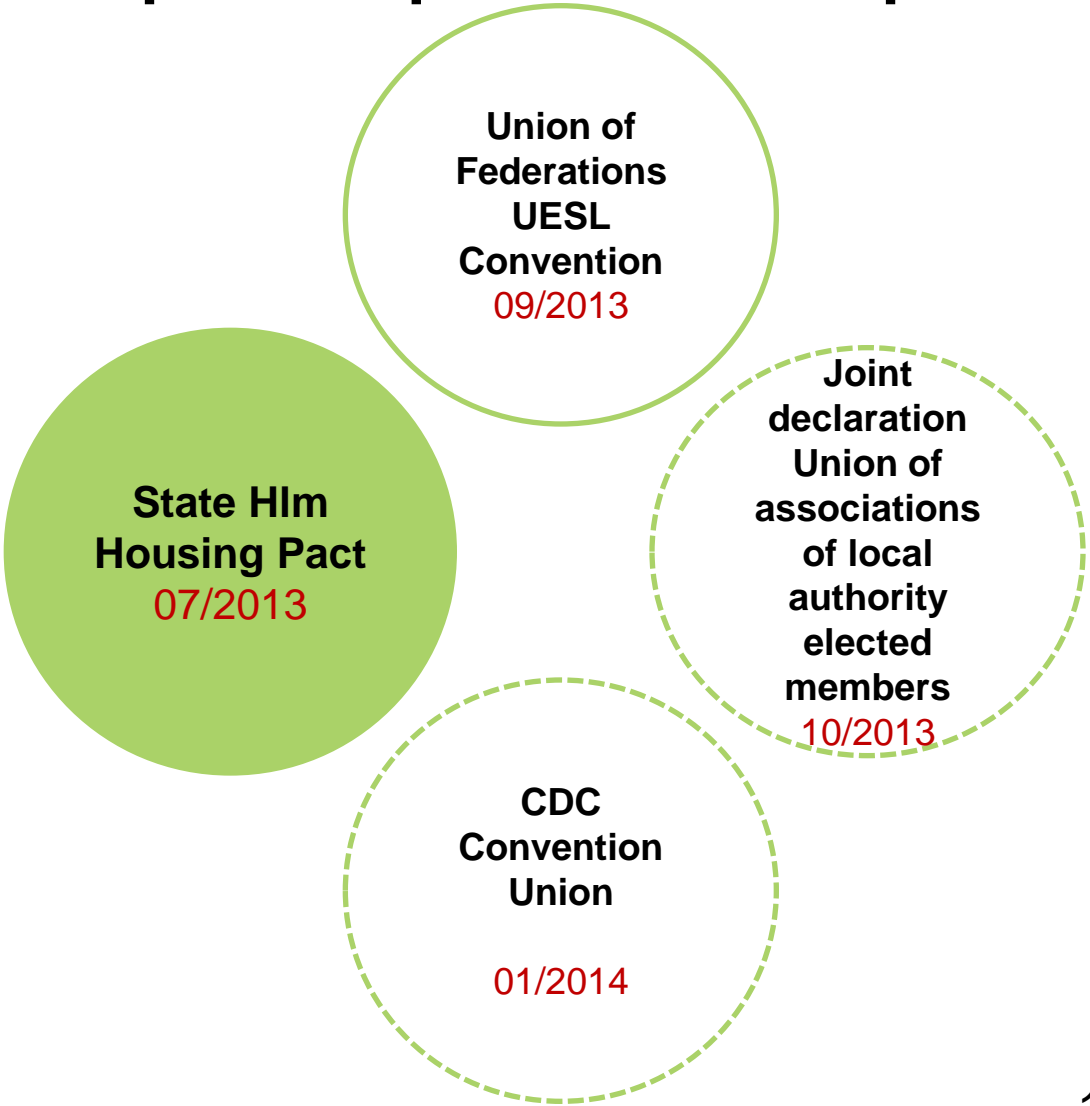 Union of
Federations
UESL
Convention
09/2013
State Hlm
Housing Pact
07/2013
Joint
declaration
Union of
associations
of local
authority
elected
members
10/2013
CDC
Convention
Union
01/2014